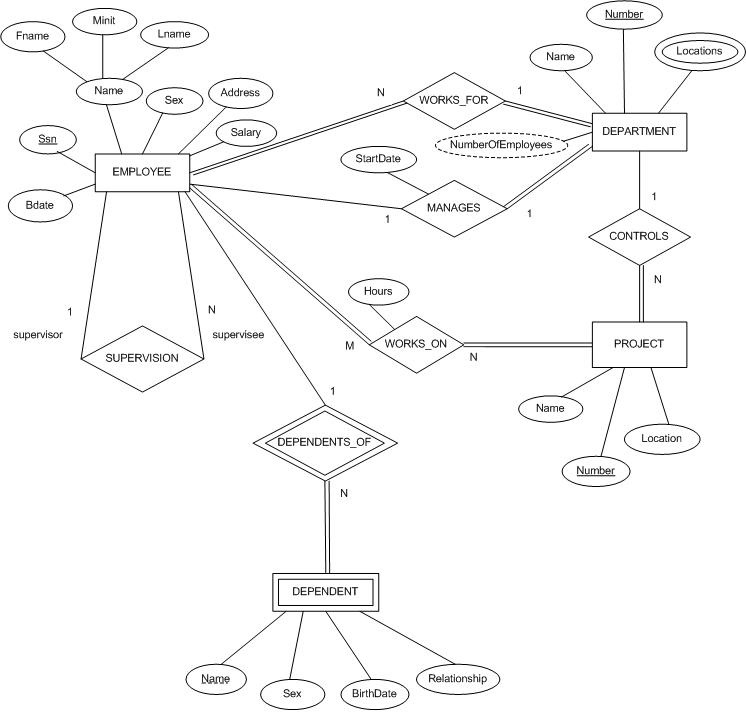 Number
Minit
Fname
Lname
Locations
Name
Name
Address
N
1
Sex
WORKS_FOR
Salary
DEPARTMENT
Ssn
NumberOfEmployees
StartDate
EMPLOYEE
1
Bdate
MANAGES
1
1
CONTROLS
N
Hours
1
N
supervisor
supervisee
M
WORKS_ON
PROJECT
SUPERVISION
N
1
Name
Location
DEPENDENTS_OF
Number
N
DEPENDENT
Name
Relationship
Sex
BirthDate